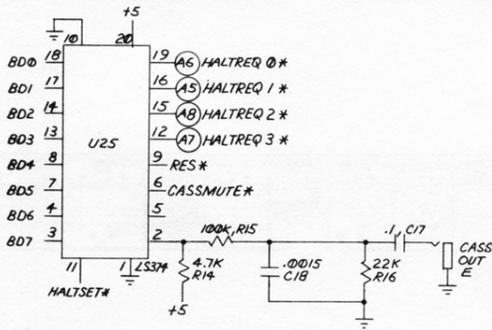 +5
10 20
BD0 18 19 A6 HALTREQ 0*
BD1 17 16 A5 HALTREQ 1*
BD2 14 15 A8 HALTREQ 2*
U25
BD3 13 12 A7 HALTREQ 3*
BD4 8 9 RES*
BD5 7 6 CASSMUTE*
BD6 4 5
BD7 3 2 100K, R15 .1, C17
11 1 LS374
HALTSET*
4.7K
R14
+5
.0015
C18
22K
R16
CASS
OUT
E